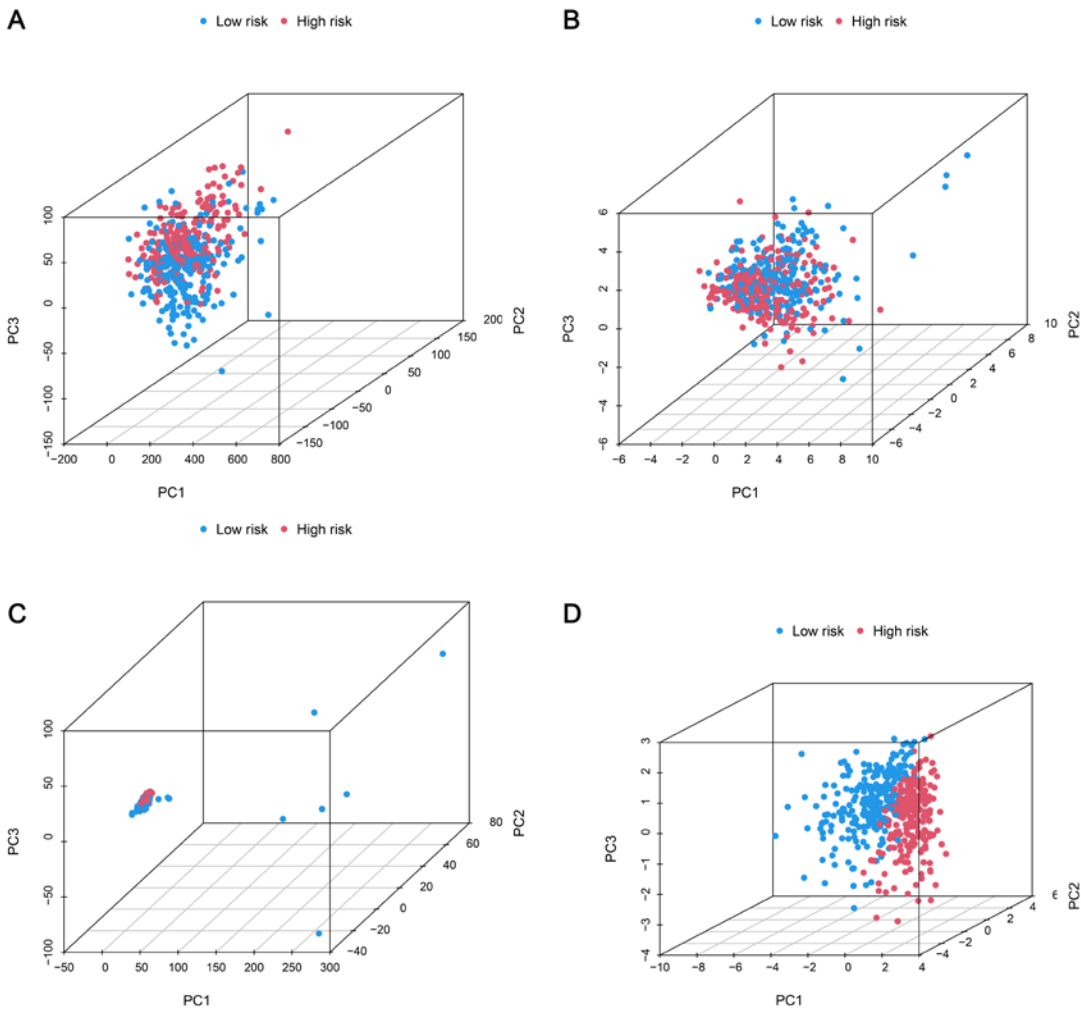 A
Low risk High risk
PC3
100
50
0
−50
−100
−150
−200 0 200 400 600 800
PC1
−150
−100
−50
0
50
100
150
200
PC2
B
Low risk High risk
PC3
6
4
2
0
−2
−4
−6
−6 −4 −2 0 2 4 6 8 10
PC1
−6
−4
−2
0
2
4
6
8
10
PC2
C
Low risk High risk
PC3
100
50
0
−50
−100
−50 0 50 100 150 200 250 300
PC1
−40
−20
0
20
40
60
80
PC2
D
Low risk High risk
PC3
3
2
1
0
−1
−2
−3
−4
−10 −8 −6 −4 −2 0 2 4
PC1
−4
−2
0
2
4
PC2